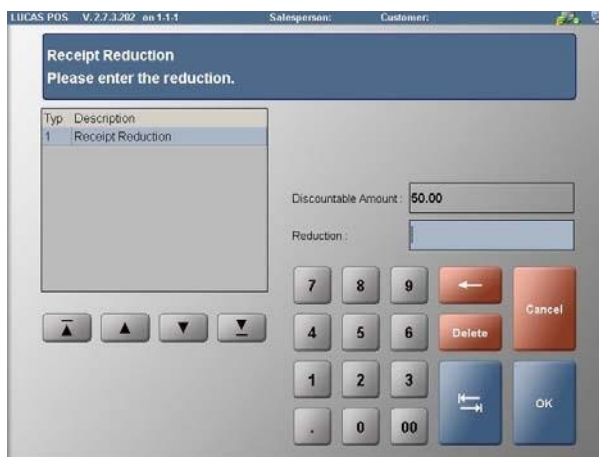 LUCAS POS V. 2.7.3.202 on 1-1-1 Salesperson: Customer:
Receipt Reduction
Please enter the reduction.
Typ Description
1 Receipt Reduction
Discountable Amount : 50.00
Reduction :
7 8 9
Cancel
4 5 6 Delete
1 2 3
OK
. 0 00